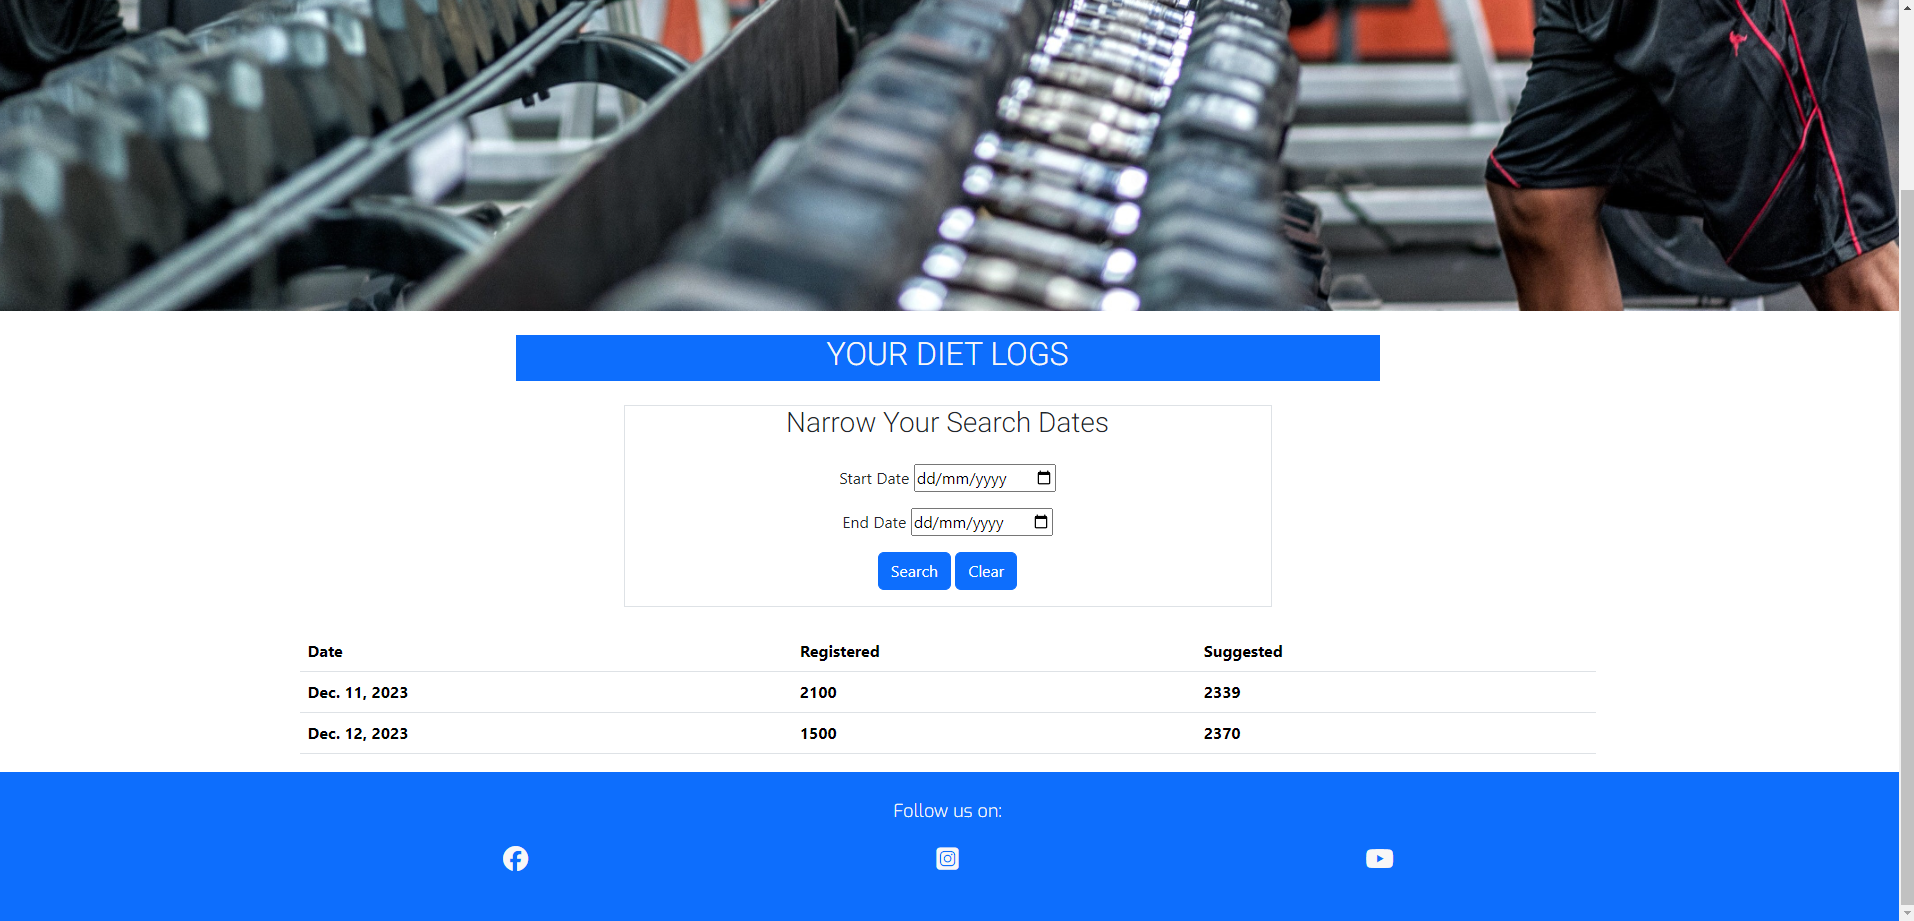 YOUR DIET LOGS
Narrow Your Search Dates
Start Date dd/mm/yyyy
End Date dd/mm/yyyy
Search Clear
Date Registered Suggested
Dec. 11, 2023 2100 2339
Dec. 12, 2023 1500 2370
Follow us on: